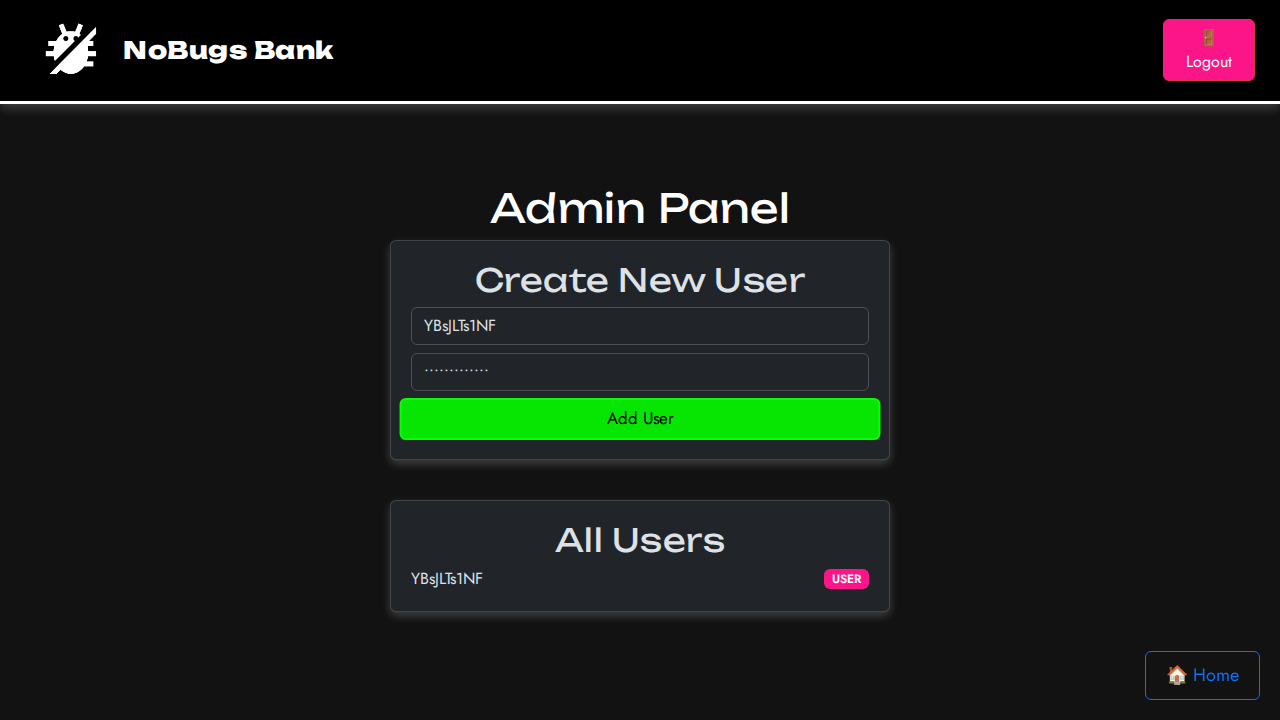 NoBugs Bank
🚪
Logout
Admin Panel
Create New User
YBsJLTs1NF
·············
Add User
All Users
YBsJLTs1NF USER
🏠 Home